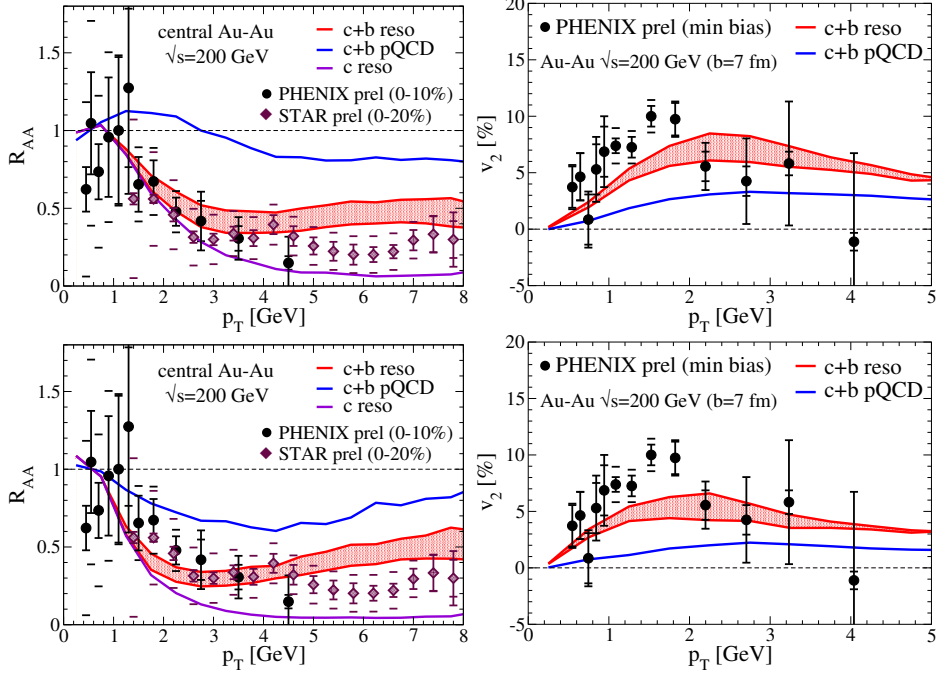 central Au-Au
√s=200 GeV
c+b reso
c+b pQCD
c reso
PHENIX prel (0-10%)
STAR prel (0-20%)
R_AA
1.5
1
0.5
0
0 1 2 3 4 5 6 7 8
p_T [GeV]
PHENIX prel (min bias)
Au-Au √s=200 GeV (b=7 fm)
c+b reso
c+b pQCD
v_2 [%]
20
15
10
5
0
-5
0 1 2 3 4 5
p_T [GeV]
central Au-Au
√s=200 GeV
c+b reso
c+b pQCD
c reso
PHENIX prel (0-10%)
STAR prel (0-20%)
R_AA
1.5
1
0.5
0
0 1 2 3 4 5 6 7 8
p_T [GeV]
PHENIX prel (min bias)
Au-Au √s=200 GeV (b=7 fm)
c+b reso
c+b pQCD
v_2 [%]
20
15
10
5
0
-5
0 1 2 3 4 5
p_T [GeV]